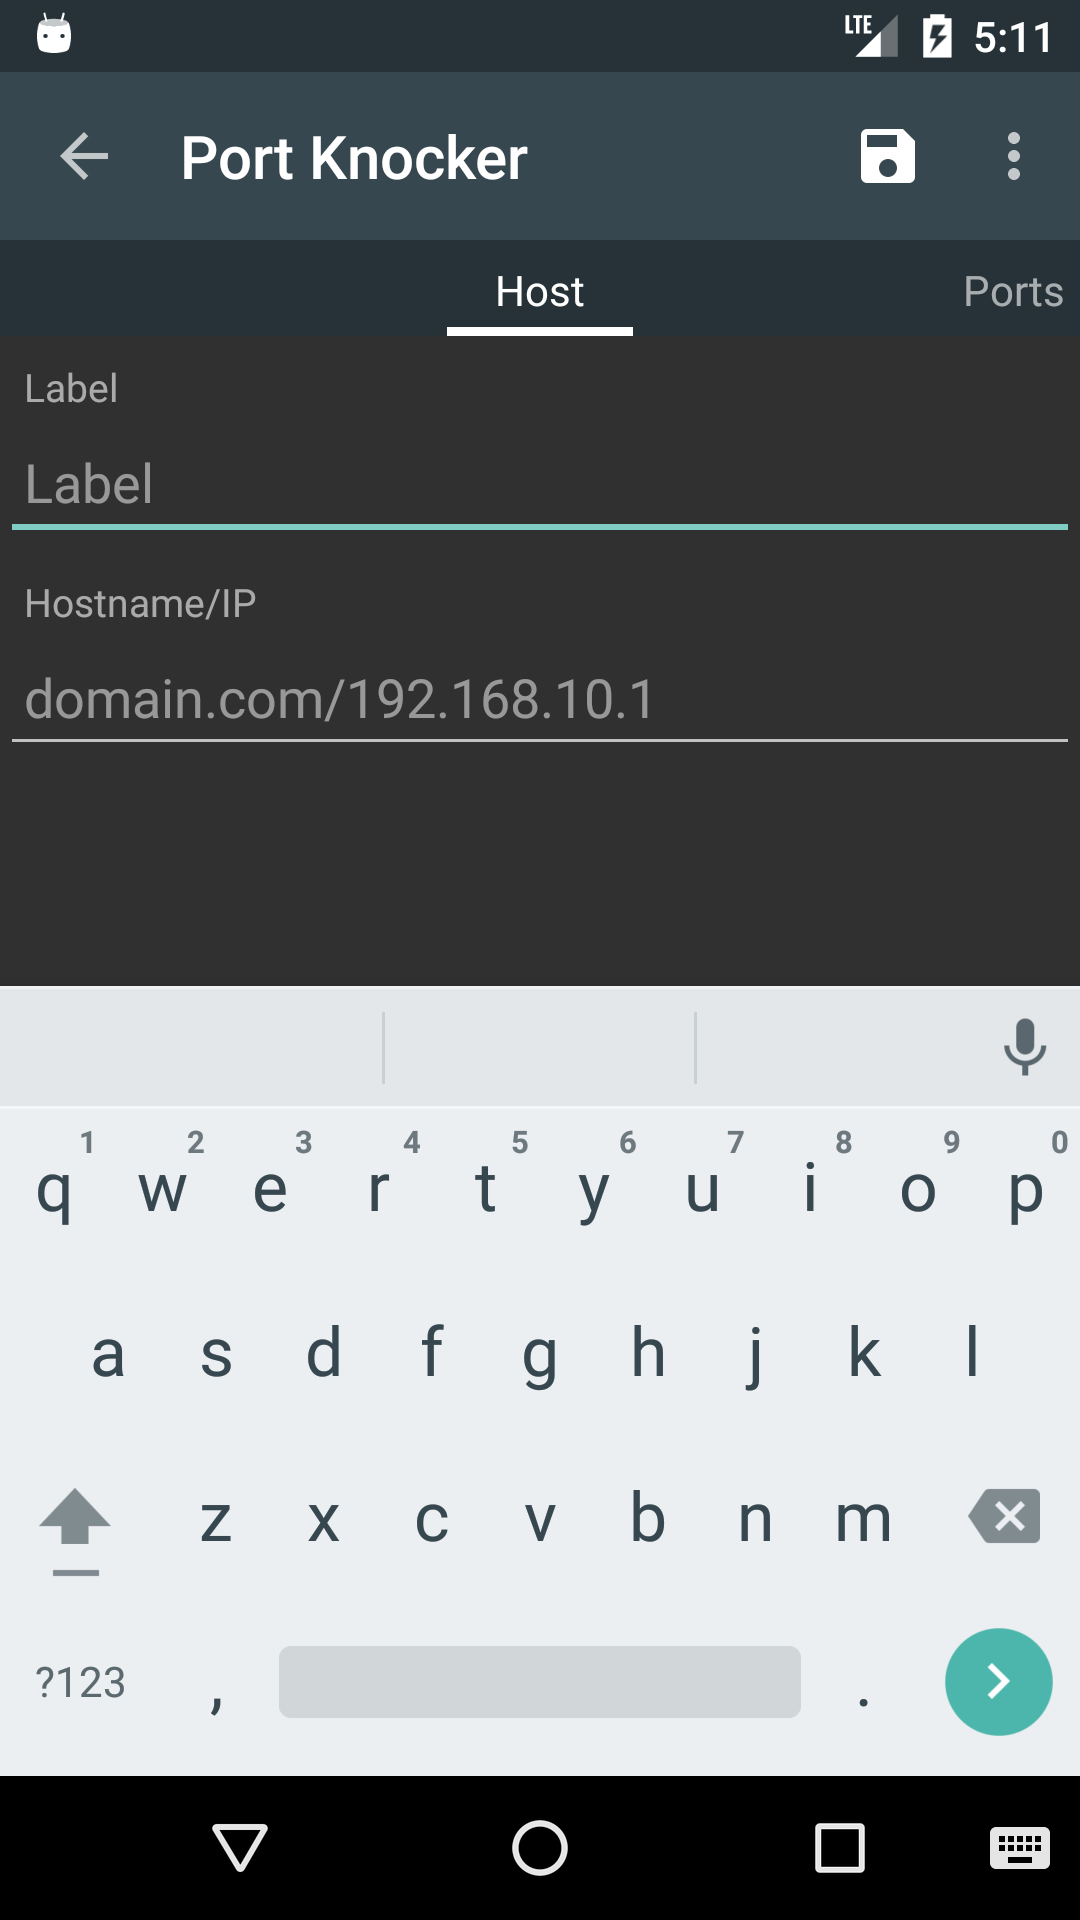 LTE 5:11
Port Knocker
Host Ports
Label
Label
Hostname/IP
domain.com/192.168.10.1
1 2 3 4 5 6 7 8 9 0
q w e r t y u i o p
a s d f g h j k l
z x c v b n m
?123 , .